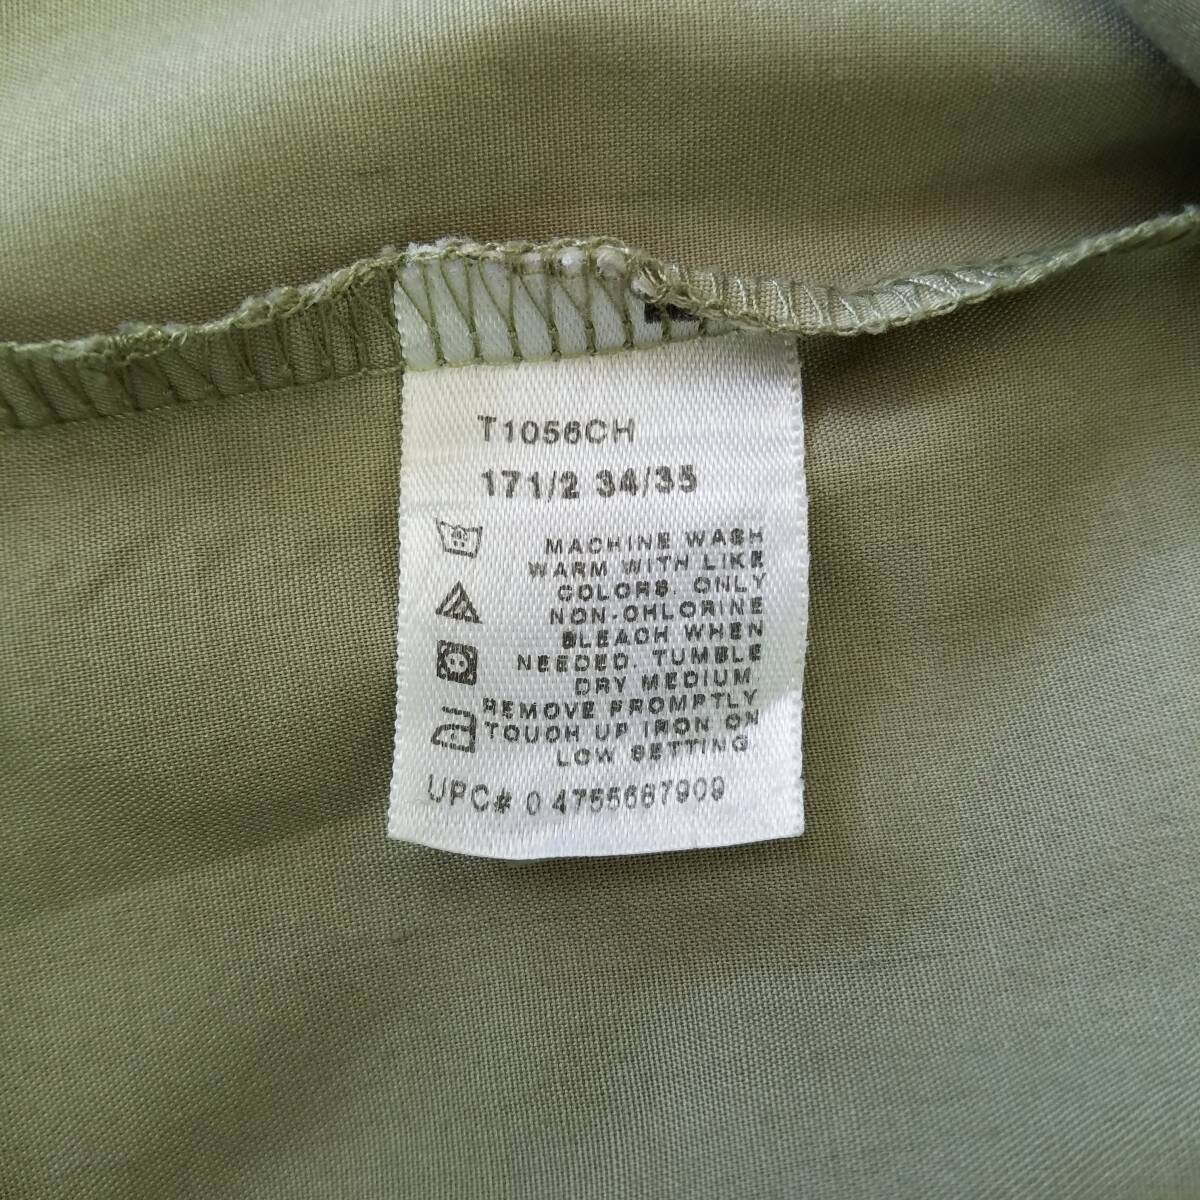 T1056CH
171/2 34/35
MACHINE WASH
WARM WITH LIKE
COLORS. ONLY
NON-CHLORINE
BLEACH WHEN
NEEDED. TUMBLE
DRY MEDIUM.
REMOVE PROMPTLY
TOUCH UP IRON ON
LOW SETTING
UPC# 0 4755687909